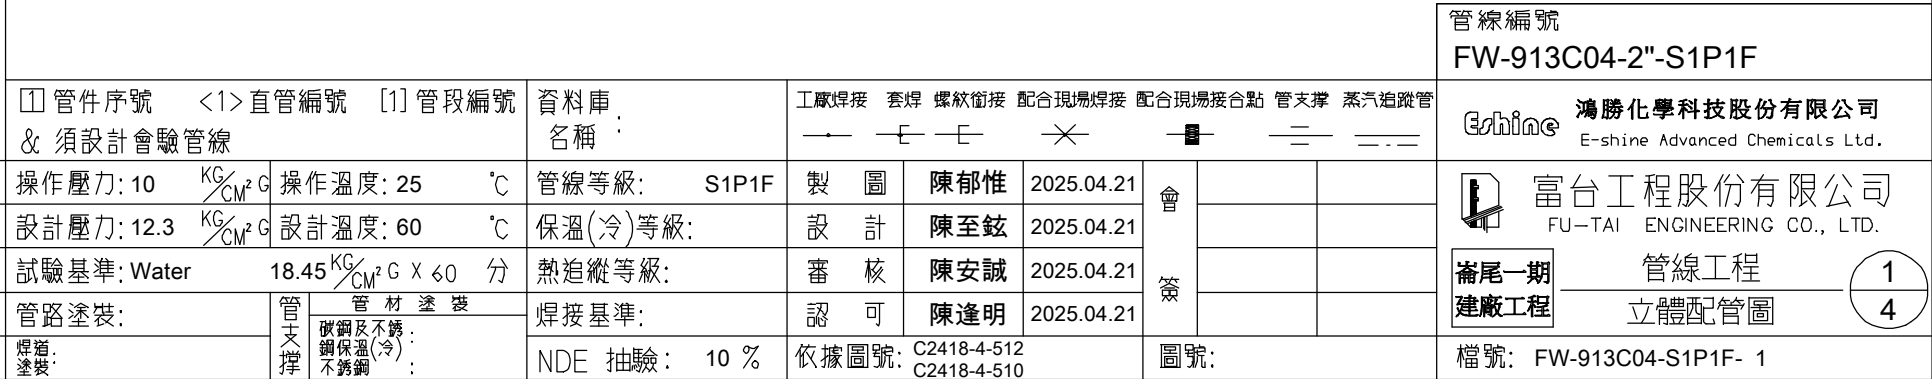 管線編號
FW-913C04-2"-S1P1F
1 管件序號 <1>直管編號 [1] 管段編號
& 須設計會驗管線
資料庫
名稱 :
工廠焊接 套焊 螺紋銜接 配合現場焊接 配合現場接合點 管支撐 蒸汽追蹤管
Eshine 鴻勝化學科技股份有限公司
E-shine Advanced Chemicals Ltd.
操作壓力: 10 KG/CM² G 操作溫度: 25 °C 管線等級: S1P1F 製 圖 陳郁惟 2025.04.21
設計壓力: 12.3 KG/CM² G 設計溫度: 60 °C 保溫(冷)等級: 設 計 陳至鉉 2025.04.21
試驗基準: Water 18.45 KG/CM² G X 60 分 熱追縱等級: 審 核 陳安誠 2025.04.21
管路塗裝: 焊接基準: 認 可 陳逢明 2025.04.21
會簽
富台工程股份有限公司
FU-TAI ENGINEERING CO., LTD.
崙尾一期
建廠工程
管線工程
立體配管圖
1
4
焊道
塗裝:
管支撐
管材塗裝
碳鋼及不銹
鋼保溫(冷) :
不銹鋼 :
NDE 抽驗: 10 %
依據圖號: C2418-4-512
C2418-4-510
圖號:
檔號: FW-913C04-S1P1F- 1